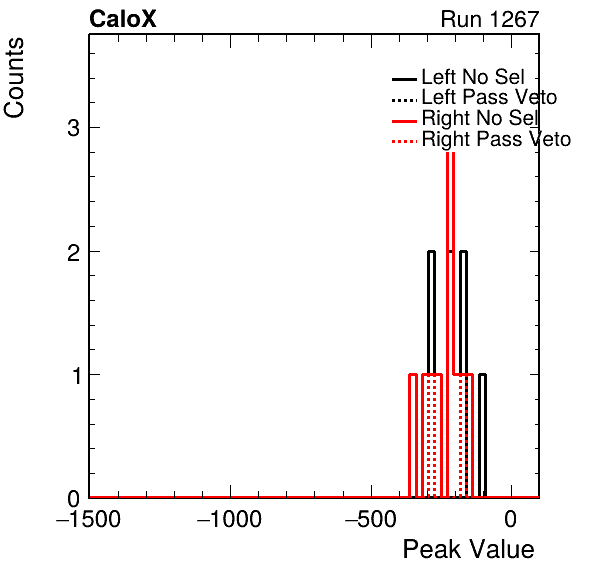 CaloX Run 1267
Counts
Left No Sel
Left Pass Veto
Right No Sel
Right Pass Veto
3
2
1
0
−1500 −1000 −500 0
Peak Value